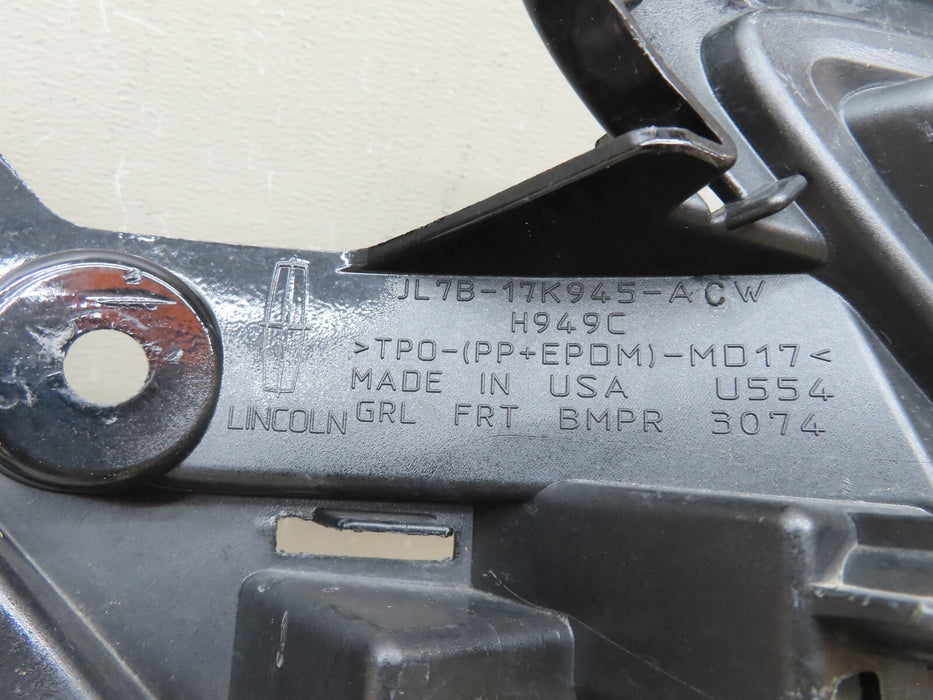 JL7B-17K945-ACW
H949C
>TPO-(PP+EPDM)-MD17<
MADE IN USA U554
LINCOLN GRL FRT BMPR 3074